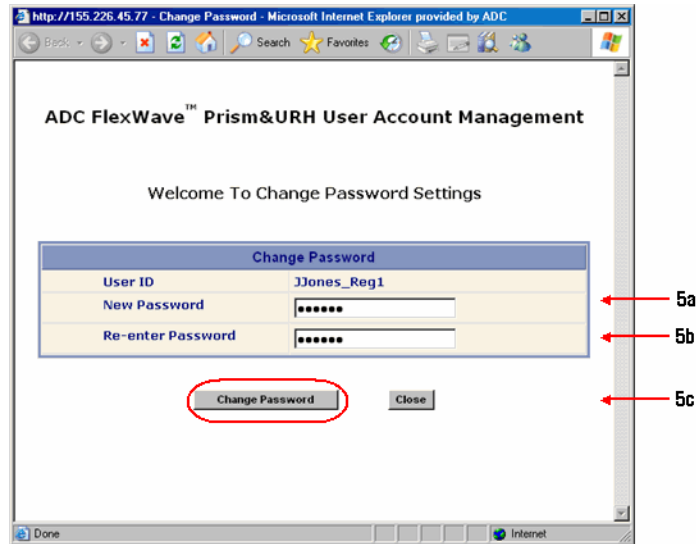 http://155.226.45.77 - Change Password - Microsoft Internet Explorer provided by ADC
Back Search Favorites
ADC FlexWave™ Prism&URH User Account Management
Welcome To Change Password Settings
Change Password
User ID JJones_Reg1
New Password ●●●●●● 5a
Re-enter Password ●●●●●● 5b
Change Password Close 5c
Done Internet